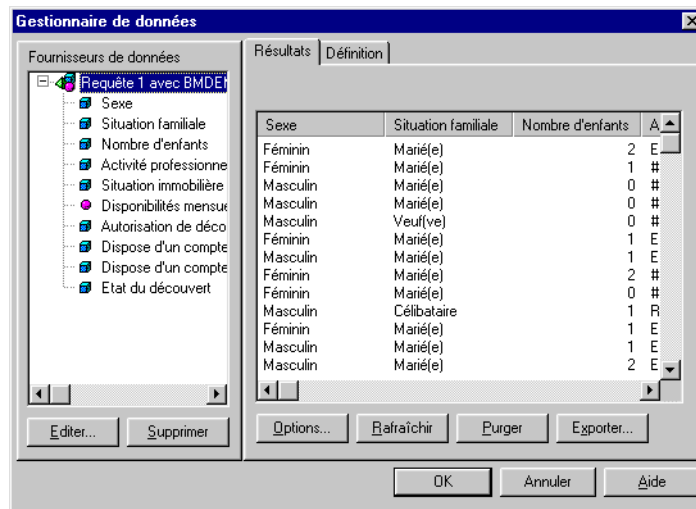 Gestionnaire de données
Fournisseurs de données
Requête 1 avec BMDEM
Sexe
Situation familiale
Nombre d'enfants
Activité professionne
Situation immobilière
Disponibilités mensue
Autorisation de déco
Dispose d'un compte
Dispose d'un compte
Etat du découvert
Editer... Supprimer
Résultats Définition
Sexe Situation familiale Nombre d'enfants A
Féminin Marié(e) 2 E
Féminin Marié(e) 1 #
Masculin Marié(e) 0 #
Masculin Marié(e) 0 #
Masculin Veuf(ve) 0 #
Féminin Marié(e) 1 E
Masculin Marié(e) 1 E
Féminin Marié(e) 2 #
Féminin Marié(e) 0 #
Masculin Célibataire 1 R
Féminin Marié(e) 1 E
Masculin Marié(e) 1 E
Masculin Marié(e) 2 E
Options... Rafraîchir Purger Exporter...
OK Annuler Aide